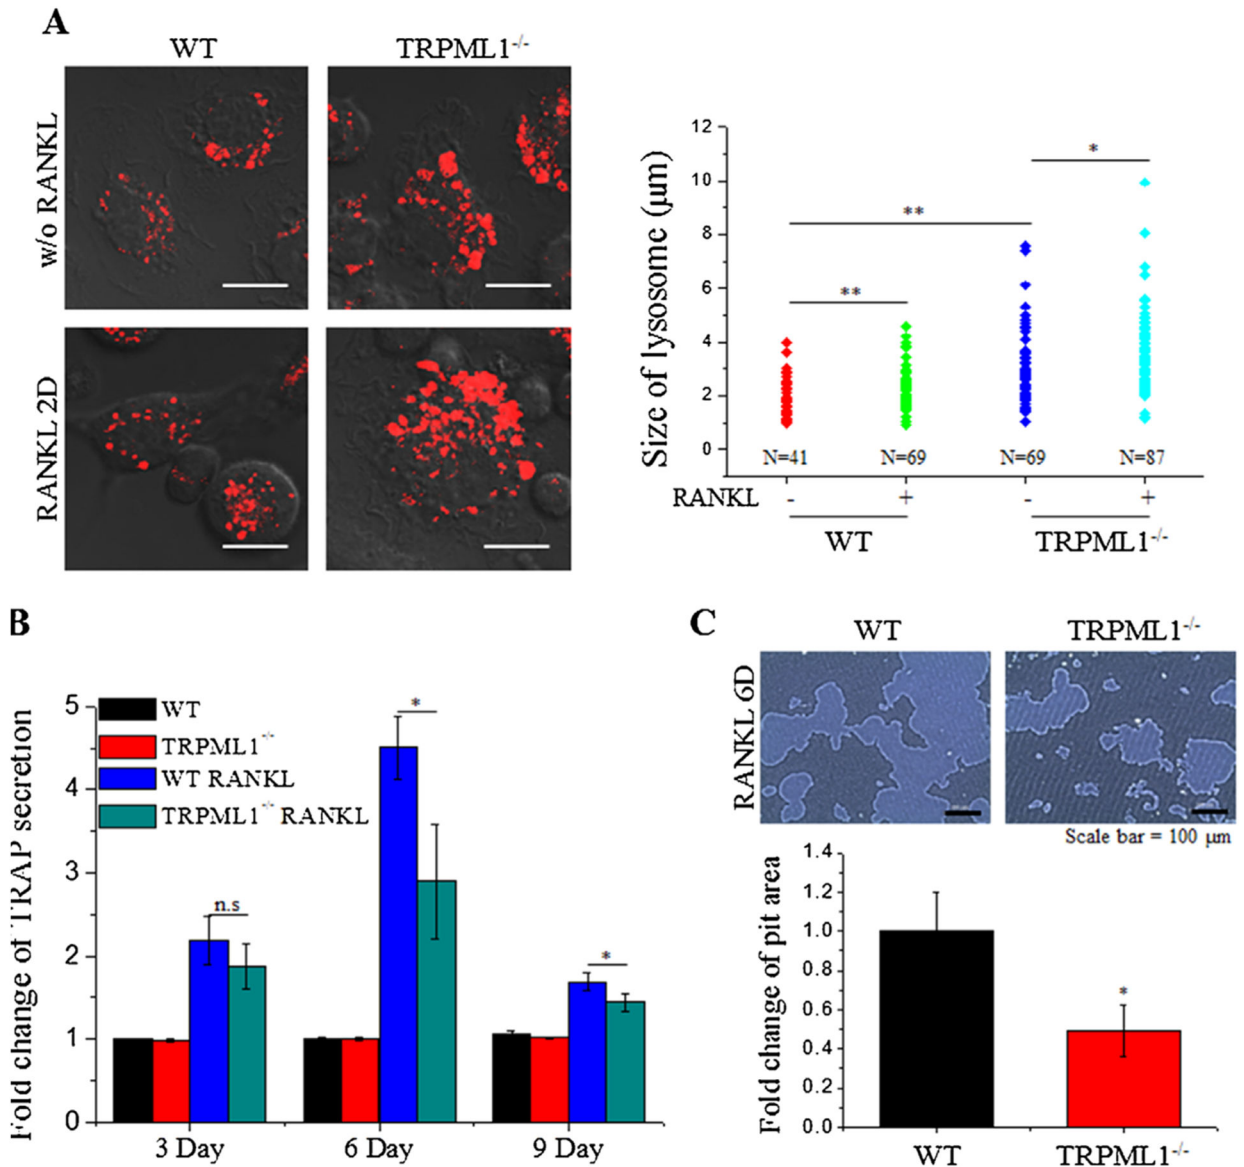 A
WT TRPML1-/-
w/o RANKL
RANKL 2D
Size of lysosome (µm)
12
10
8
6
4
2
0
*
**
**
N=41 N=69 N=69 N=87
RANKL - + - +
WT TRPML1-/-
B
Fold change of TRAP secretion
5
4
3
2
1
0
WT
TRPML1-/-
WT RANKL
TRPML1-/- RANKL
n.s
*
*
3 Day 6 Day 9 Day
C
WT TRPML1-/-
RANKL 6D
Scale bar = 100 µm
Fold change of pit area
1.4
1.2
1.0
0.8
0.6
0.4
0.2
0.0
*
WT TRPML1-/-